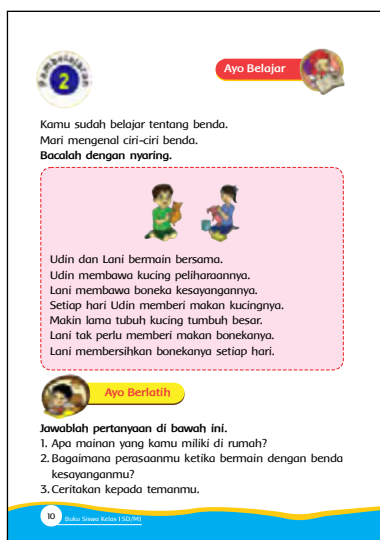 Pembelajaran
2
Ayo Belajar
Kamu sudah belajar tentang benda.
Mari mengenal ciri-ciri benda.
Bacalah dengan nyaring.
Udin dan Lani bermain bersama.
Udin membawa kucing peliharaannya.
Lani membawa boneka kesayangannya.
Setiap hari Udin memberi makan kucingnya.
Makin lama tubuh kucing tumbuh besar.
Lani tak perlu memberi makan bonekanya.
Lani membersihkan bonekanya setiap hari.
Ayo Berlatih
Jawablah pertanyaan di bawah ini.
1. Apa mainan yang kamu miliki di rumah?
2. Bagaimana perasaanmu ketika bermain dengan benda
kesayanganmu?
3. Ceritakan kepada temanmu.
10 Buku Siswa Kelas I SD/MI